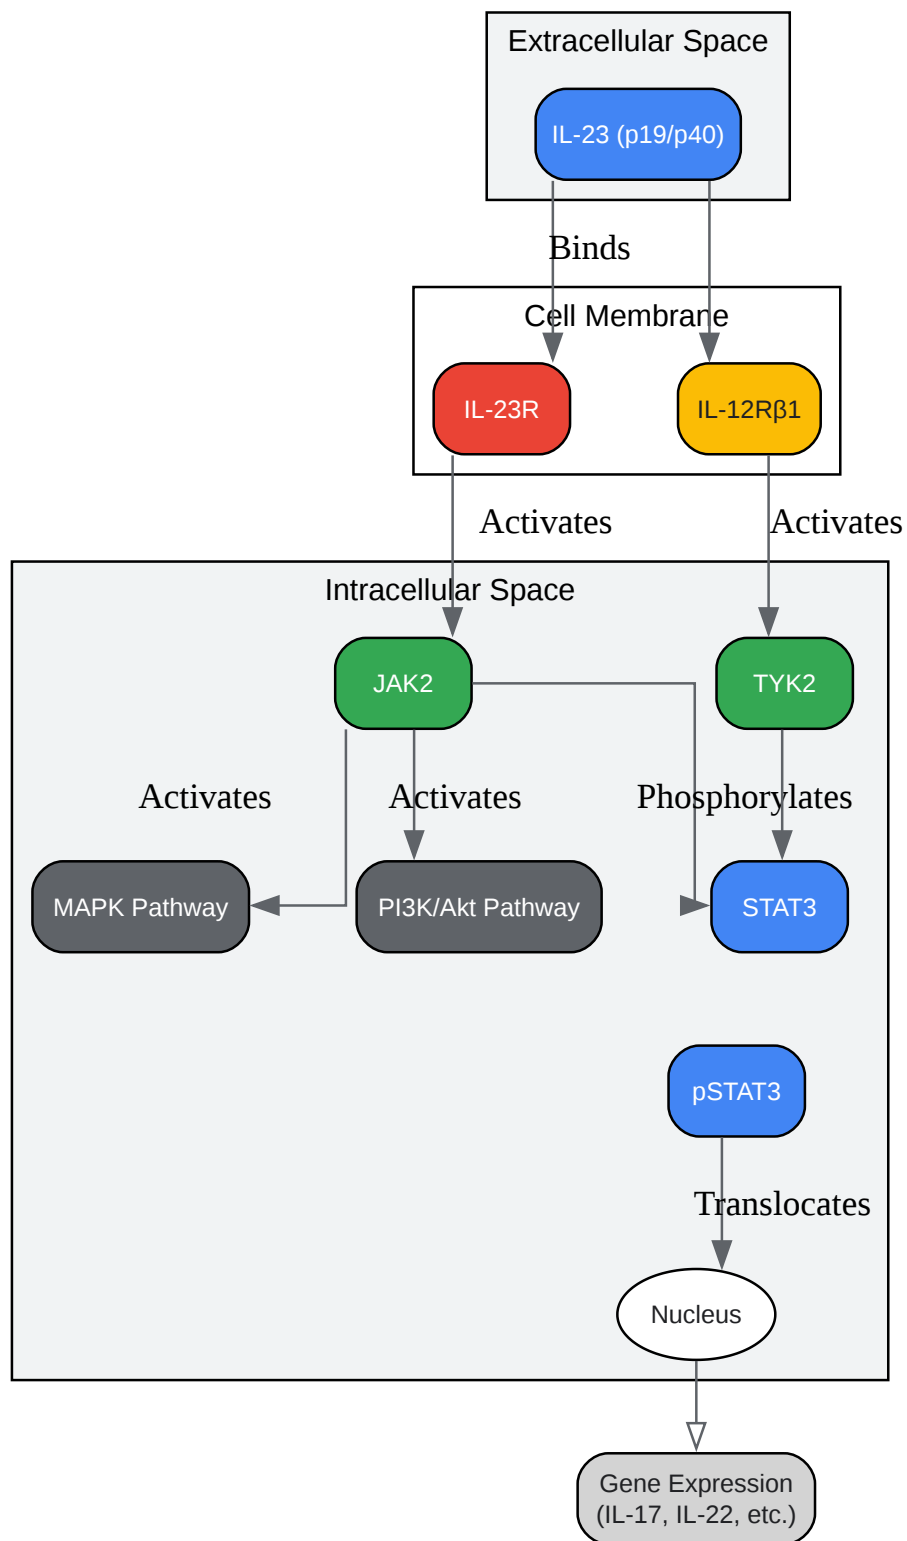 Extracellular Space
IL-23 (p19/p40)
Binds
Cell Membrane
IL-23R
IL-12Rβ1
Activates
Activates
Intracellular Space
JAK2
TYK2
Activates
Activates
Phosphorylates
MAPK Pathway
PI3K/Akt Pathway
STAT3
pSTAT3
Translocates
Nucleus
Gene Expression
(IL-17, IL-22, etc.)